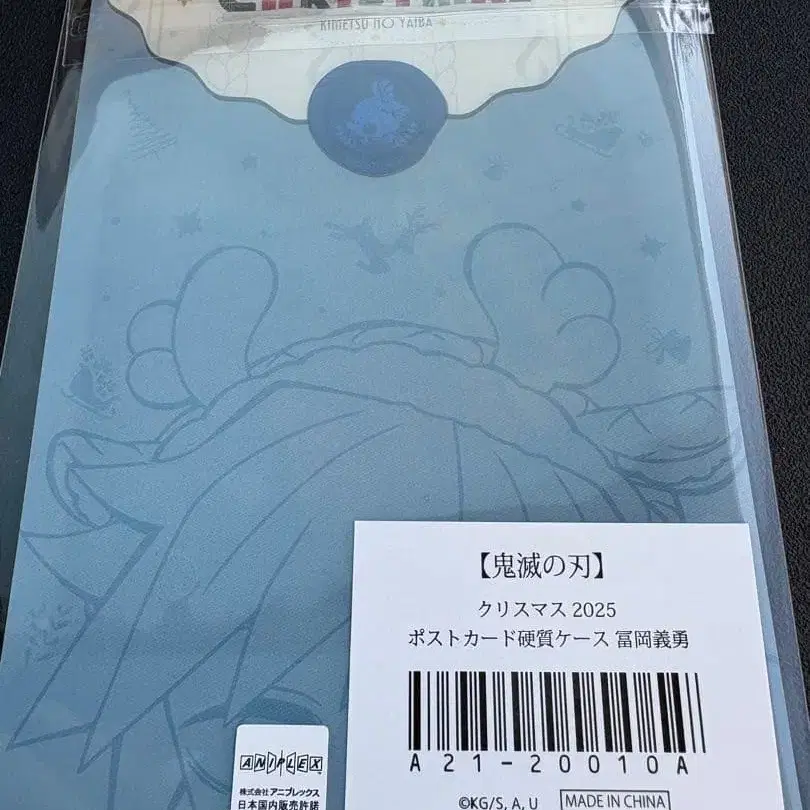 KIMETSU NO YAIBA
【鬼滅の刃】
クリスマス 2025
ポストカード硬質ケース 冨岡義勇
A21-20010A
©KG/S, A, U
MADE IN CHINA
ANIPLEX
株式会社アニプレックス
日本国内販売許諾